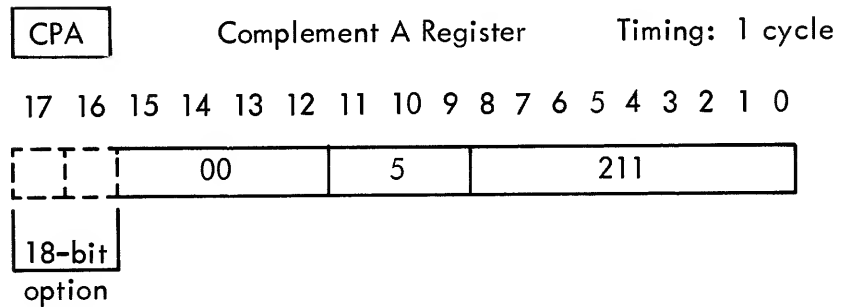 CPA Complement A Register Timing: 1 cycle
17 16 15 14 13 12 11 10 9 8 7 6 5 4 3 2 1 0
00 5 211
18-bit
option